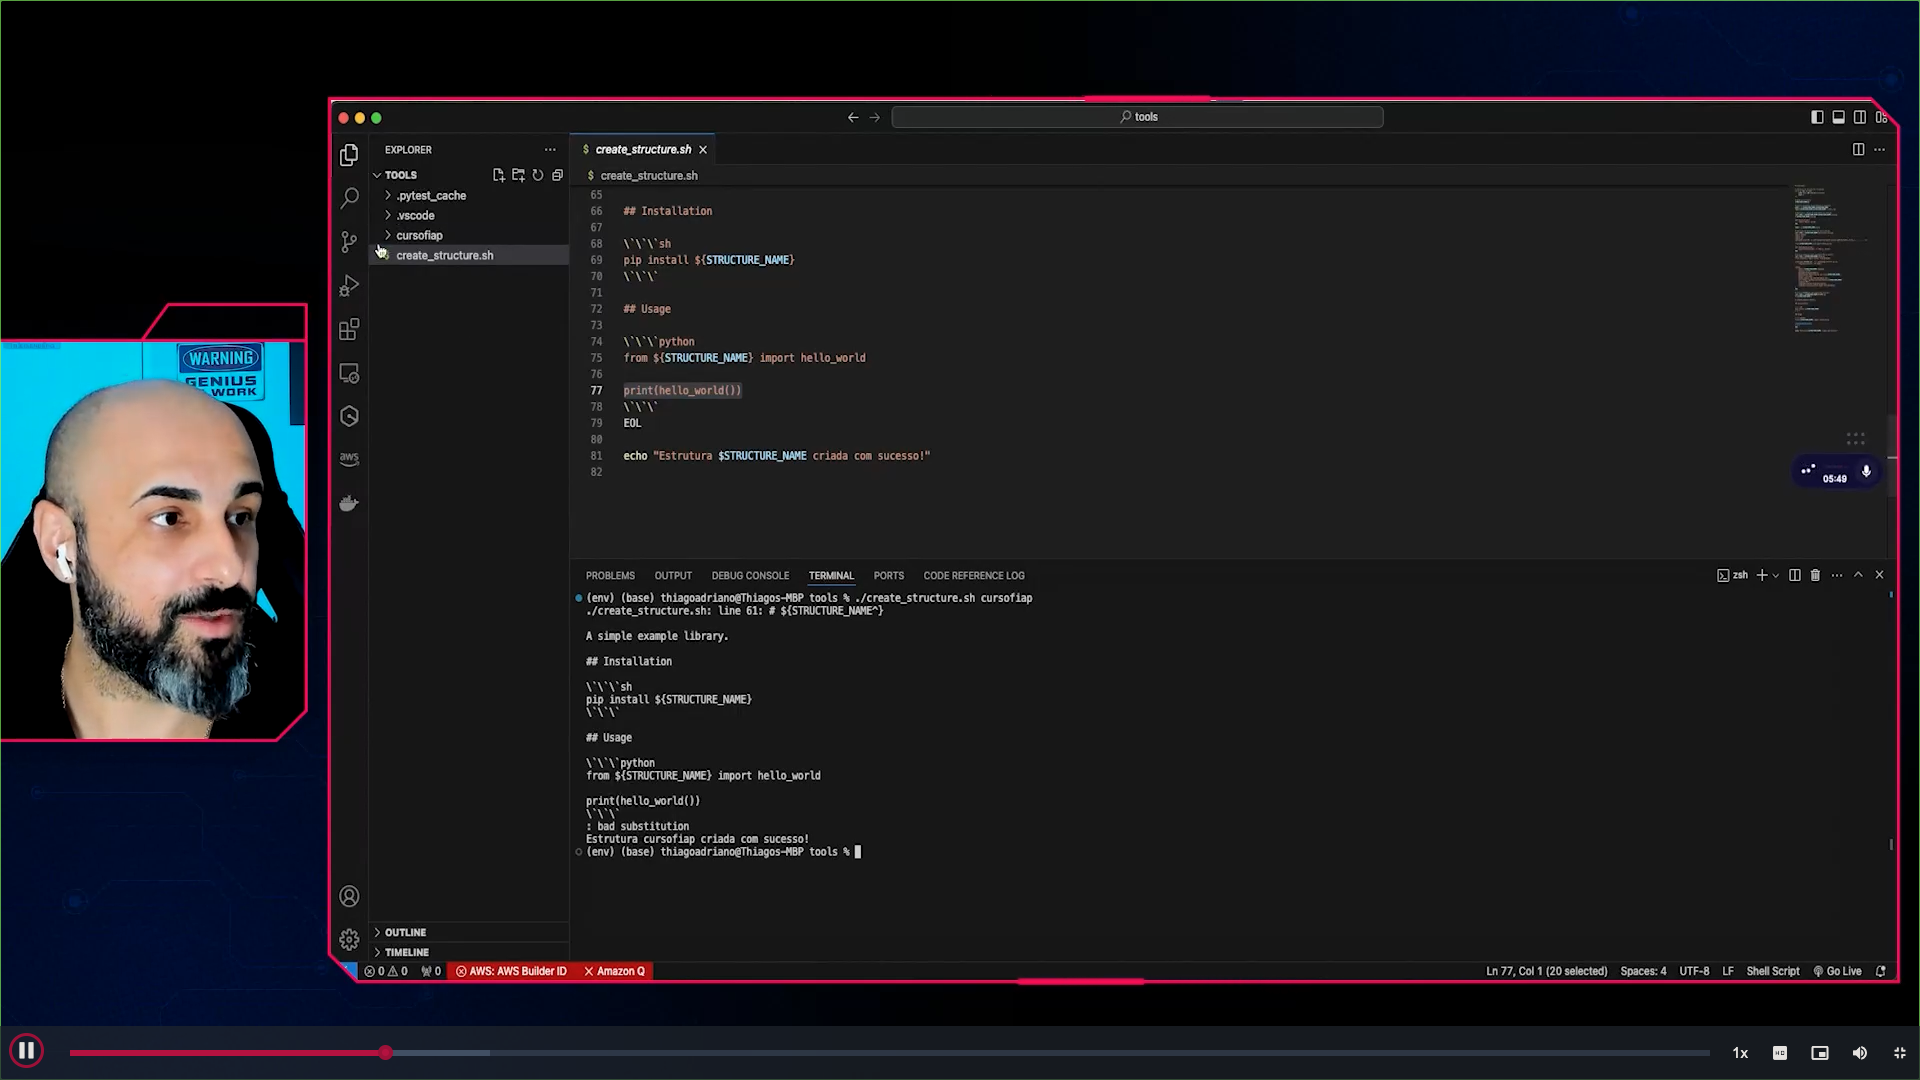 tools
EXPLORER
create_structure.sh
TOOLS
$ create_structure.sh
.pytest_cache
.vscode
cursofiap
create_structure.sh
65
66 ## Installation
67
68 \`\`\`sh
69 pip install ${STRUCTURE_NAME}
70 \`\`\`
71
72 ## Usage
73
74 \`\`\`python
75 from ${STRUCTURE_NAME} import hello_world
76
77 print(hello_world())
78 \`\`\`
79 EOL
80
81 echo "Estrutura $STRUCTURE_NAME criada com sucesso!"
82
05:49
WARNING
GENIUS
WORK
aws
PROBLEMS OUTPUT DEBUG CONSOLE TERMINAL PORTS CODE REFERENCE LOG
zsh
(env) (base) thiagoadriano@Thiagos-MBP tools % ./create_structure.sh cursofiap
./create_structure.sh: line 61: # ${STRUCTURE_NAME^}
A simple example library.
## Installation
\`\`\`sh
pip install ${STRUCTURE_NAME}
\`\`\`
## Usage
\`\`\`python
from ${STRUCTURE_NAME} import hello_world
print(hello_world())
\`\`\`
: bad substitution
Estrutura cursofiap criada com sucesso!
(env) (base) thiagoadriano@Thiagos-MBP tools %
OUTLINE
TIMELINE
0 0 0 AWS: AWS Builder ID Amazon Q
Ln 77, Col 1 (20 selected) Spaces: 4 UTF-8 LF Shell Script Go Live
1x